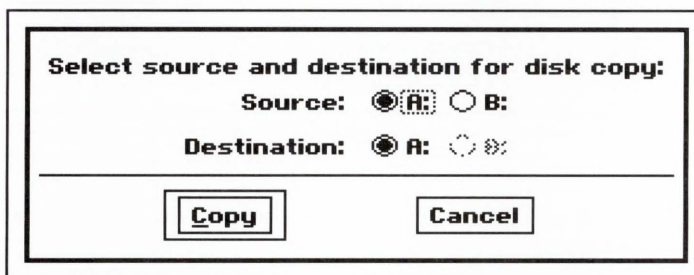 Select source and destination for disk copy:
Source: A: B:
Destination: A: B:
Copy Cancel